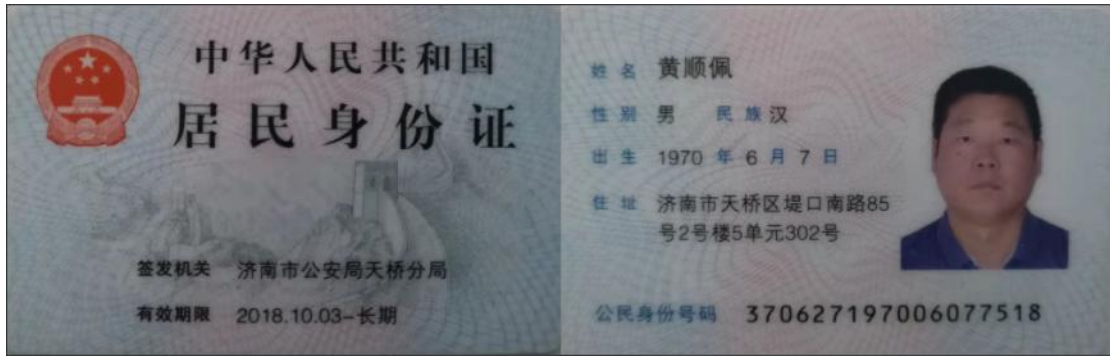 中华人民共和国
居民身份证
签发机关 济南市公安局天桥分局
有效期限 2018.10.03-长期
姓名 黄顺佩
性别 男 民族 汉
出生 1970 年 6 月 7 日
住址 济南市天桥区堤口南路85
号2号楼5单元302号
公民身份号码 370627197006077518